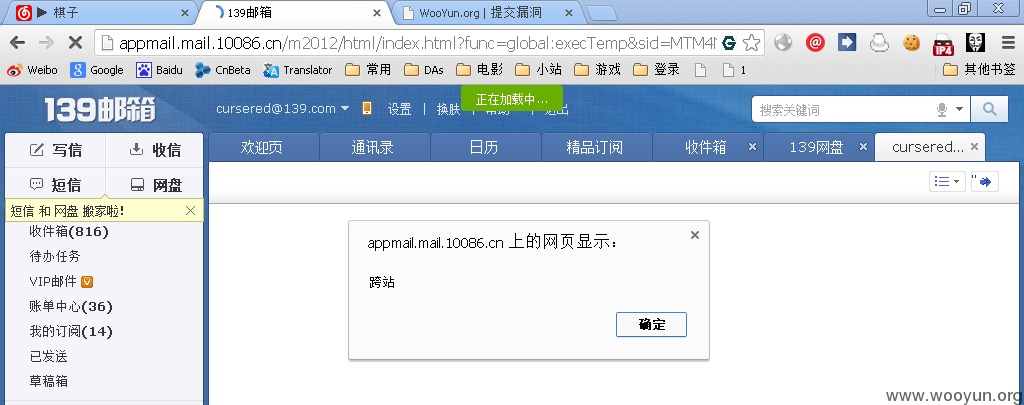 棋子 139邮箱 WooYun.org | 提交漏洞
appmail.mail.10086.cn/m2012/html/index.html?func=global:execTemp&sid=MTM4 IP4
Weibo Google Baidu CnBeta Translator 常用 DAs 电影 小站 游戏 登录 1 其他书签
正在加载中...
139邮箱 cursered@139.com 设置 | 换肤 | 帮助 | 退出 搜索关键词
写信 收信 欢迎页 通讯录 日历 精品订阅 收件箱 139网盘 cursered...
短信 网盘
短信 和 网盘 搬家啦!
收件箱(816)
待办任务
VIP邮件
账单中心(36)
我的订阅(14)
已发送
草稿箱
appmail.mail.10086.cn 上的网页显示：
跨站
确定
www.wooyun.org